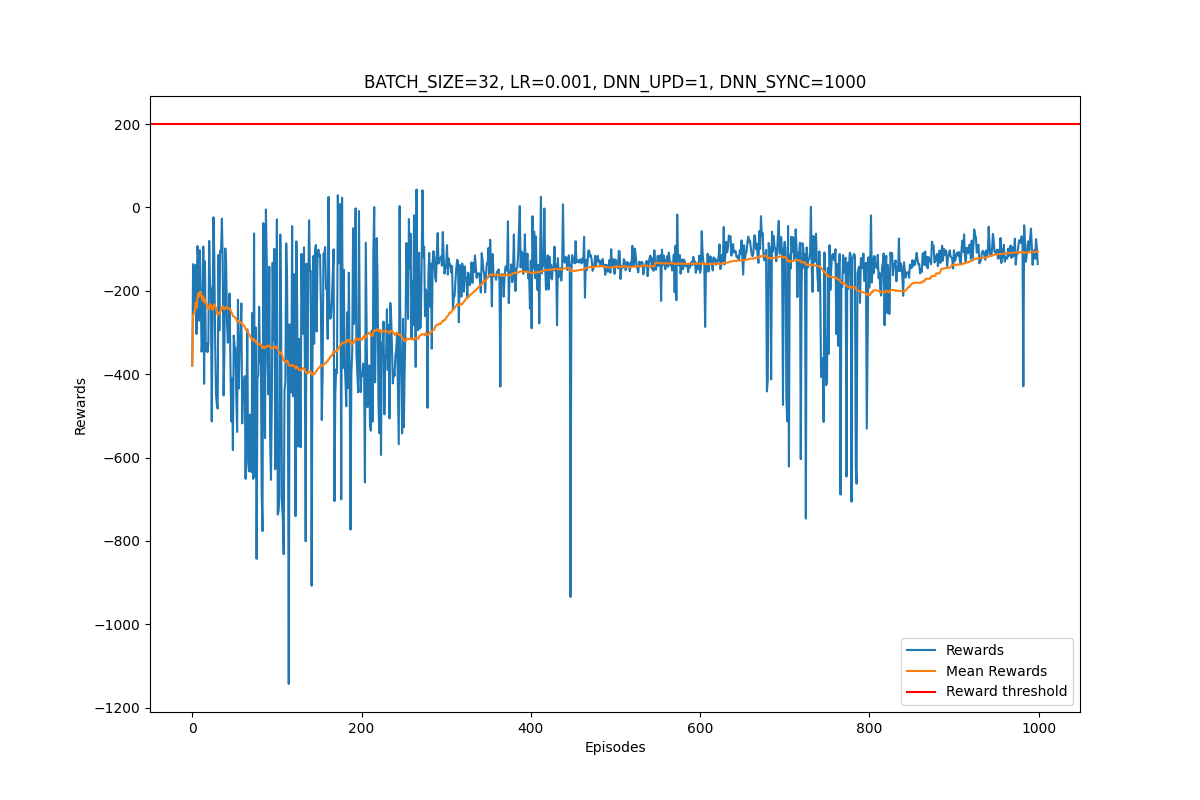 BATCH_SIZE=32, LR=0.001, DNN_UPD=1, DNN_SYNC=1000
200
0
−200
−400
−600
−800
−1000
−1200
Rewards
0
200
400
600
800
1000
Episodes
Rewards
Mean Rewards
Reward threshold